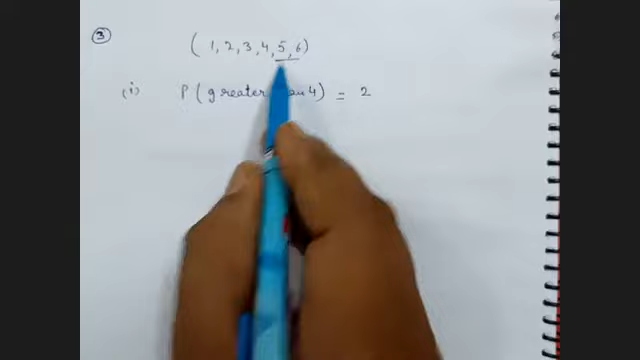 3
( 1, 2, 3, 4, 5, 6)
(i) P ( greater 4) = 2